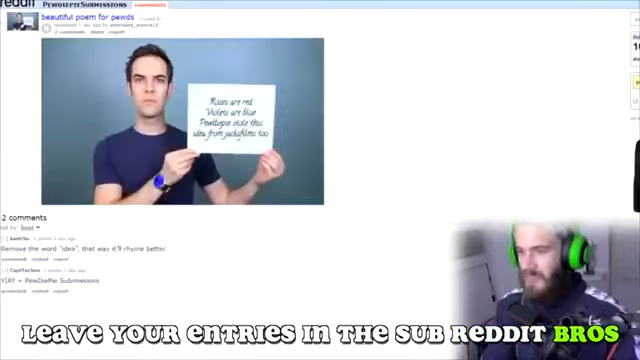 reddit PEWDIEPIESUBMISSIONS comments
beautiful poem for pewds
Roses are red
Violets are blue
Pewdiepie stole this
idea from jacksfilms too
2 comments
Remove the word "idea", that way it'll rhyme better.
YIAY = PewDiePie Submissions
LEAVE YOUR ENTRIES IN THE SUB REDDIT BROS